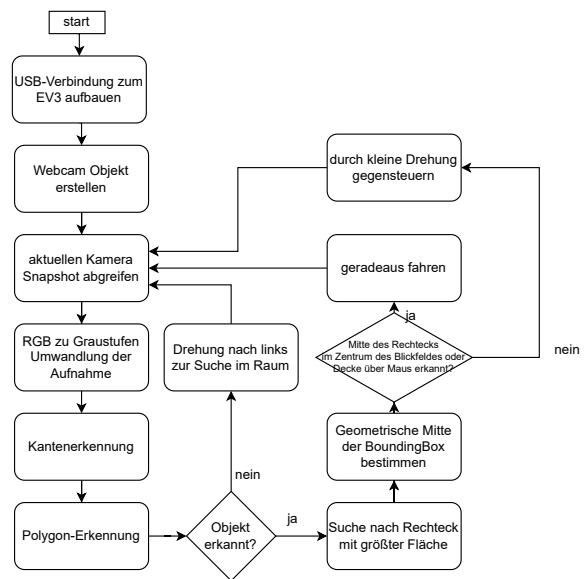 start
USB-Verbindung zum
EV3 aufbauen
Webcam Objekt
erstellen
aktuellen Kamera
Snapshot abgreifen
RGB zu Graustufen
Umwandlung der
Aufnahme
Kantenerkennung
Polygon-Erkennung
Objekt
erkannt?
nein
Drehung nach links
zur Suche im Raum
ja
Suche nach Rechteck
mit größter Fläche
Geometrische Mitte
der BoundingBox
bestimmen
Mitte des Rechtecks
im Zentrum des Blickfeldes oder
Decke über Maus erkannt?
ja
geradeaus fahren
nein
durch kleine Drehung
gegensteuern